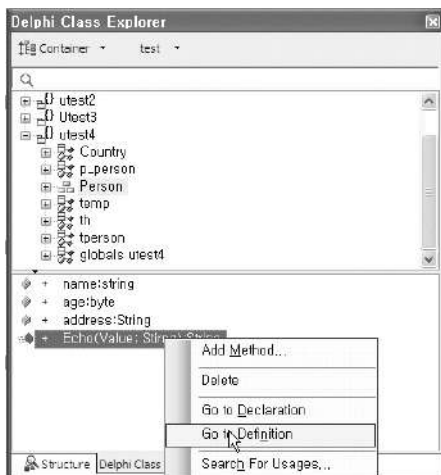 Delphi Class Explorer
Container test
utest2
Utest3
utest4
Country
p_person
Person
temp
th
tperson
globals utest4
+ name:string
+ age:byte
+ address:String
+ Echo(Value; Stirng):String
Add Method...
Delete
Go to Declaration
Go to Definition
Search For Usages...
Structure Delphi Class